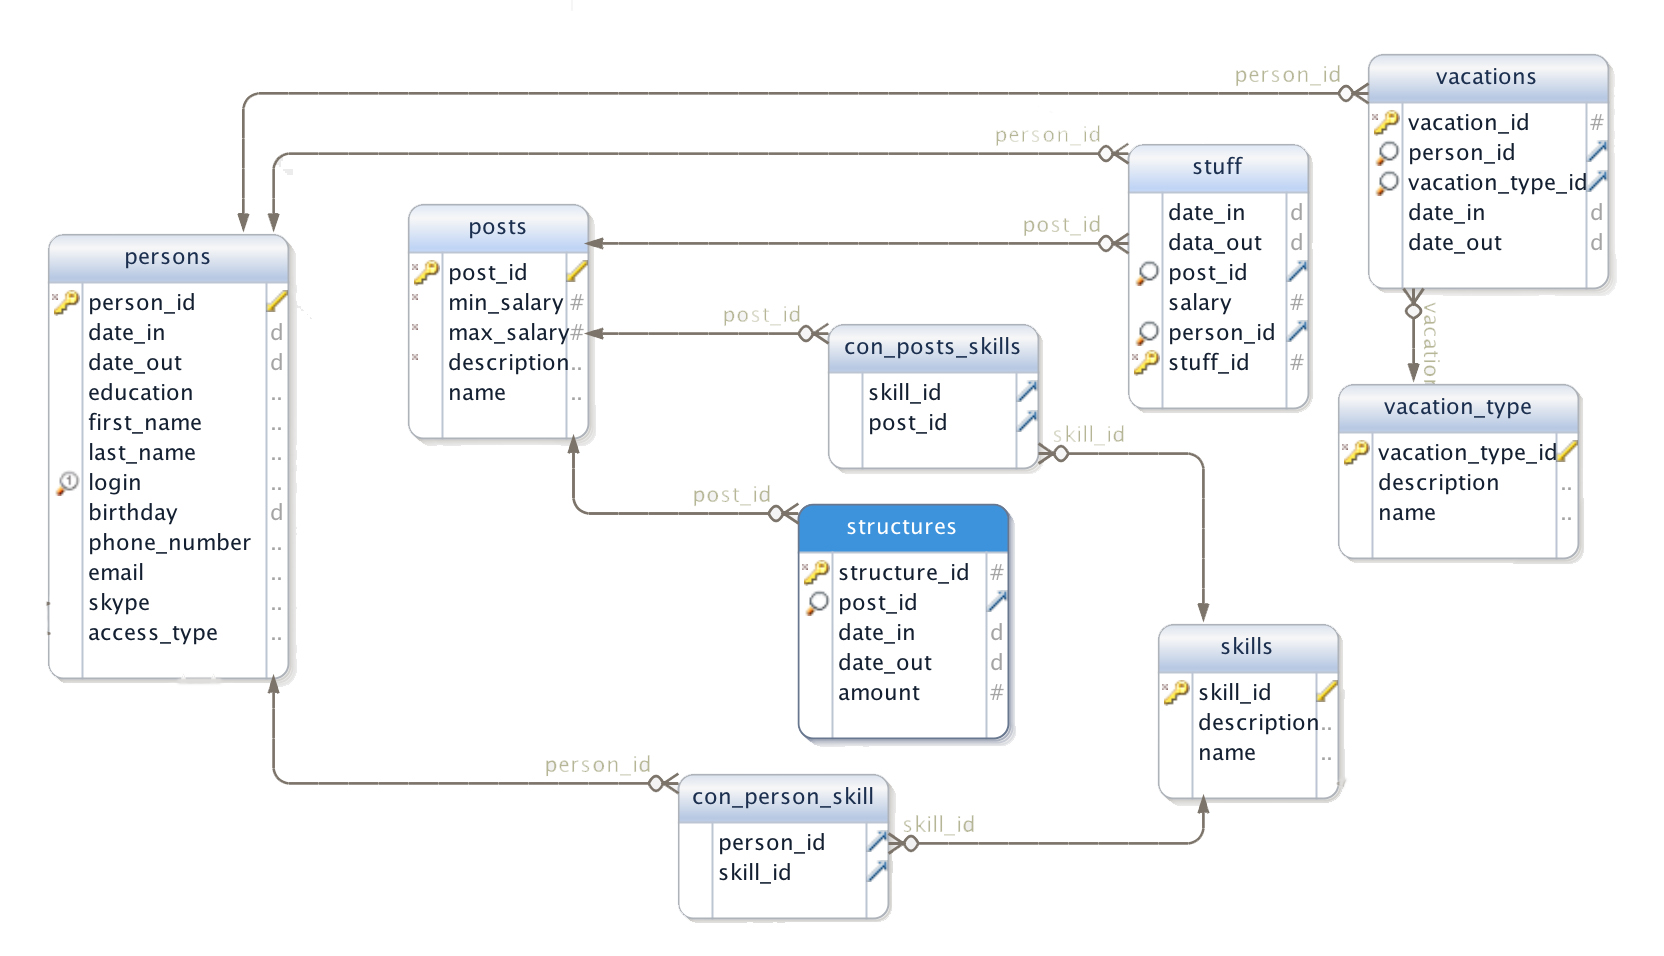 person_id
vacations
vacation_id #
person_id
vacation_type_id
date_in d
date_out d
person_id
stuff
date_in d
data_out d
post_id
salary #
person_id
stuff_id #
post_id
posts
post_id
min_salary #
max_salary #
description ..
name ..
persons
person_id
date_in d
date_out d
education ..
first_name ..
last_name ..
login ..
birthday d
phone_number ..
email ..
skype ..
access_type ..
post_id
con_posts_skills
skill_id
post_id
skill_id
vacation
vacation_type
vacation_type_id
description ..
name ..
post_id
structures
structure_id #
post_id
date_in d
date_out d
amount #
skills
skill_id
description ..
name ..
person_id
con_person_skill
person_id
skill_id
skill_id